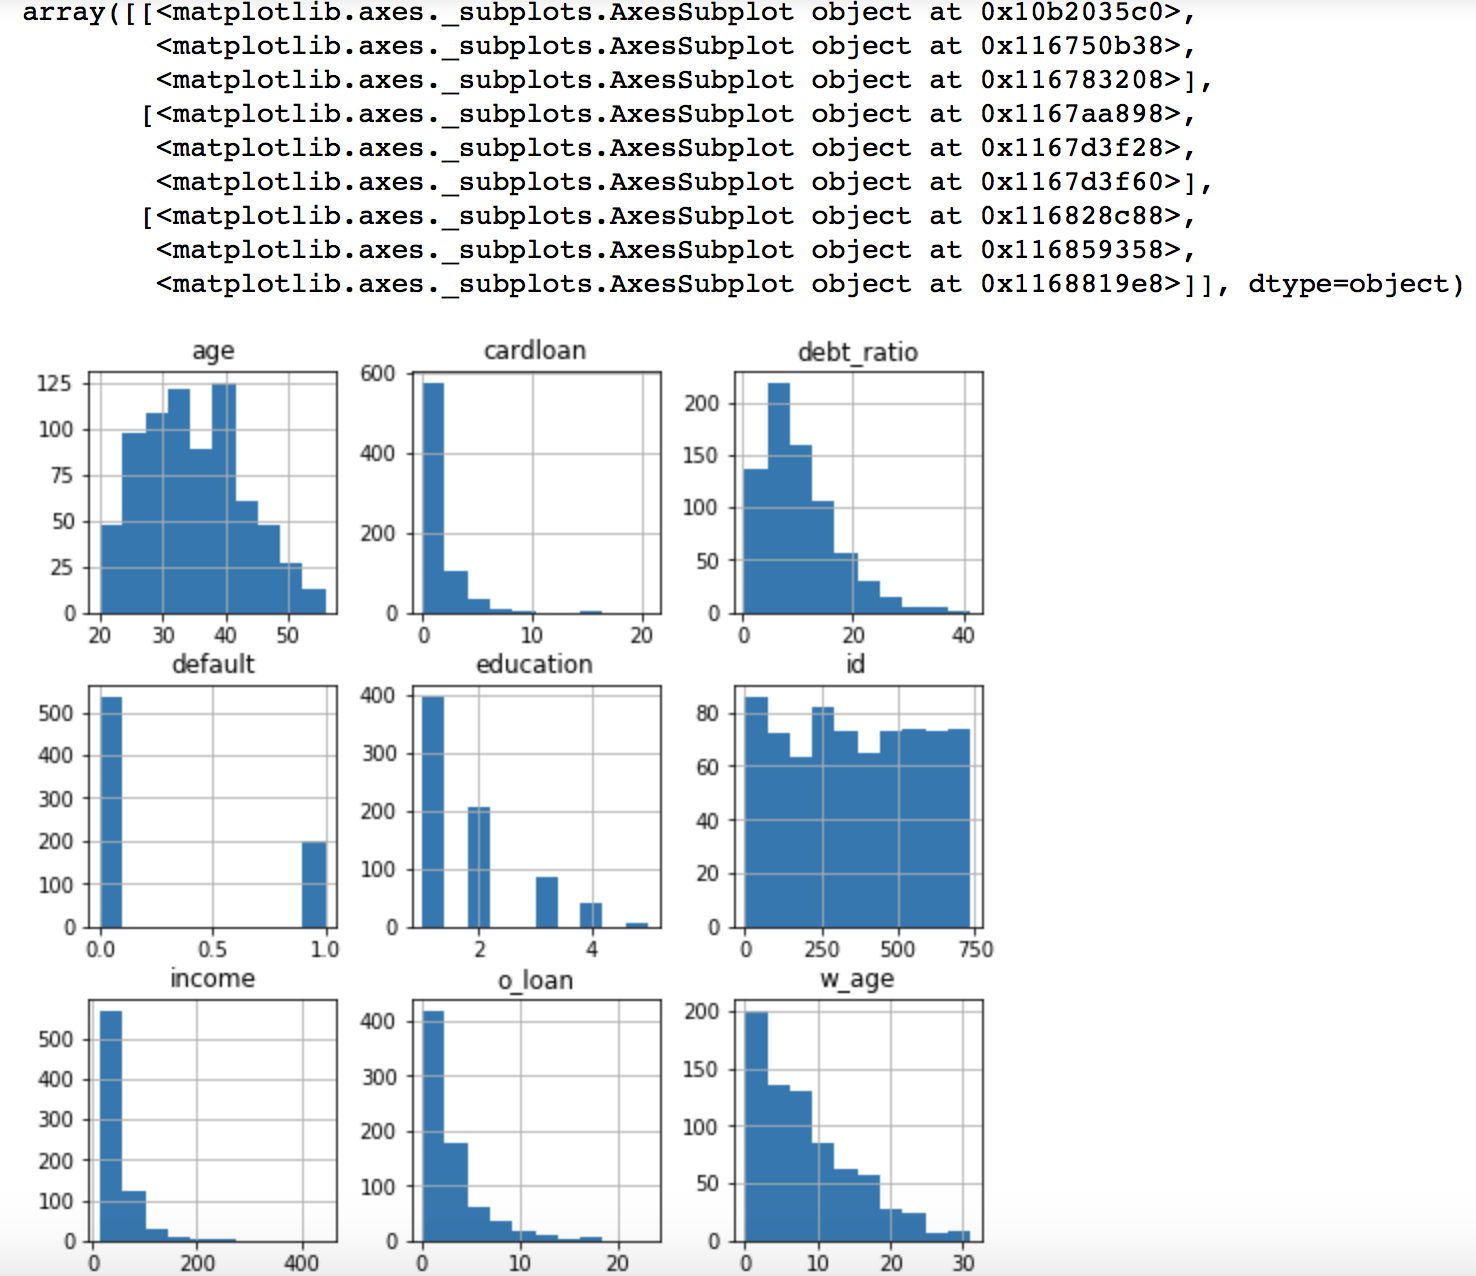 array([[<matplotlib.axes._subplots.AxesSubplot object at 0x10b2035c0>,
<matplotlib.axes._subplots.AxesSubplot object at 0x116750b38>,
<matplotlib.axes._subplots.AxesSubplot object at 0x116783208>],
[<matplotlib.axes._subplots.AxesSubplot object at 0x1167aa898>,
<matplotlib.axes._subplots.AxesSubplot object at 0x1167d3f28>,
<matplotlib.axes._subplots.AxesSubplot object at 0x1167d3f60>],
[<matplotlib.axes._subplots.AxesSubplot object at 0x116828c88>,
<matplotlib.axes._subplots.AxesSubplot object at 0x116859358>,
<matplotlib.axes._subplots.AxesSubplot object at 0x1168819e8>]], dtype=object)
age
125
100
75
50
25
0
20 30 40 50
cardloan
600
400
200
0
0 10 20
debt_ratio
200
150
100
50
0
0 20 40
default
500
400
300
200
100
0
0.0 0.5 1.0
education
400
300
200
100
0
2 4
id
80
60
40
20
0
0 250 500 750
income
500
400
300
200
100
0
0 200 400
o_loan
400
300
200
100
0
0 10 20
w_age
200
150
100
50
0
0 10 20 30